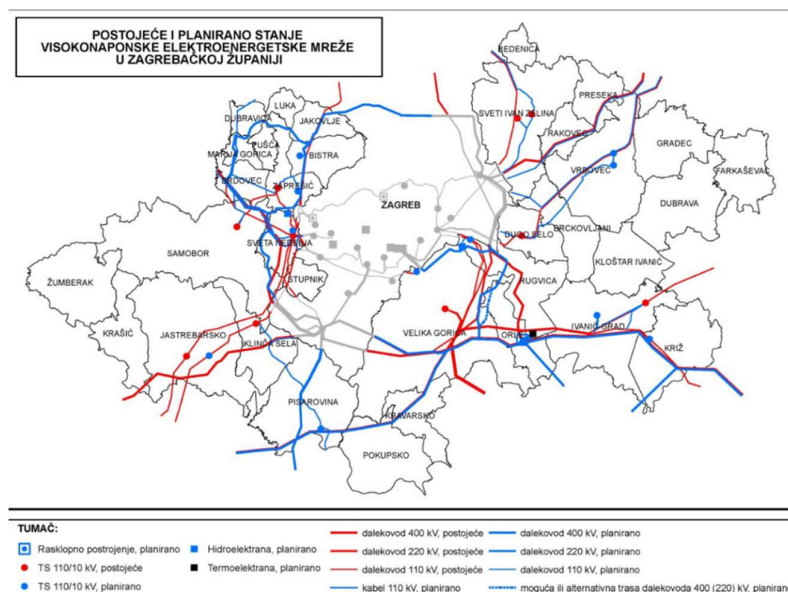 POSTOJEĆE I PLANIRANO STANJE
VISOKONAPONSKE ELEKTROENERGETSKE MREŽE
U ZAGREBAČKOJ ŽUPANIJI
BEDENICA
LUKA
DUBRAVICA
JAKOVLJE
SVETI IVAN ZELINA
PRESEKA
PUŠĆA
MARIJA GORICA
BISTRA
RAKOVEC
GRADEC
BRDOVEC
ZAPREŠIĆ
VRBOVEC
FARKAŠEVAC
ZAGREB
DUBRAVA
SVETA NEDELJA
DUGO SELO
BRCKOVLJANI
SAMOBOR
KLOŠTAR IVANIĆ
ŽUMBERAK
STUPNIK
RUGVICA
KRAŠIĆ
JASTREBARSKO
KLINČA SELA
VELIKA GORICA
ORLE
IVANIĆ-GRAD
KRIŽ
PISAROVINA
KRAVARSKO
POKUPSKO
TUMAČ:
Rasklopno postrojenje, planirano
Hidroelektrana, planirano
dalekovod 400 kV, postojeće
dalekovod 400 kV, planirano
TS 110/10 kV, postojeće
Termoelektrana, planirano
dalekovod 220 kV, postojeće
dalekovod 220 kV, planirano
TS 110/10 kV, planirano
dalekovod 110 kV, postojeće
dalekovod 110 kV, planirano
kabel 110 kV, planirano
moguća ili alternativna trasa dalekovoda 400 (220) kV, planirano